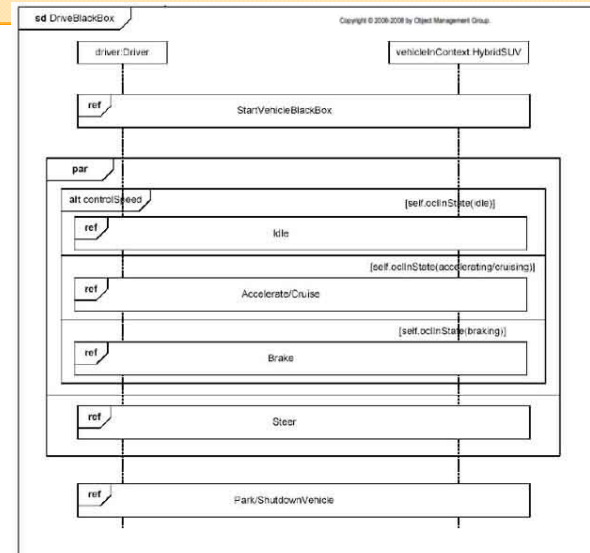 sd DriveBlackBox
Copyright © 2006-2008 by Object Management Group.
driver:Driver
vehicleInContext:HybridSUV
ref
StartVehicleBlackBox
par
alt controlSpeed
[self.oclInState(idle)]
ref
Idle
[self.oclInState(accelerating/cruising)]
ref
Accelerate/Cruise
[self.oclInState(braking)]
ref
Brake
ref
Steer
ref
Park/ShutdownVehicle